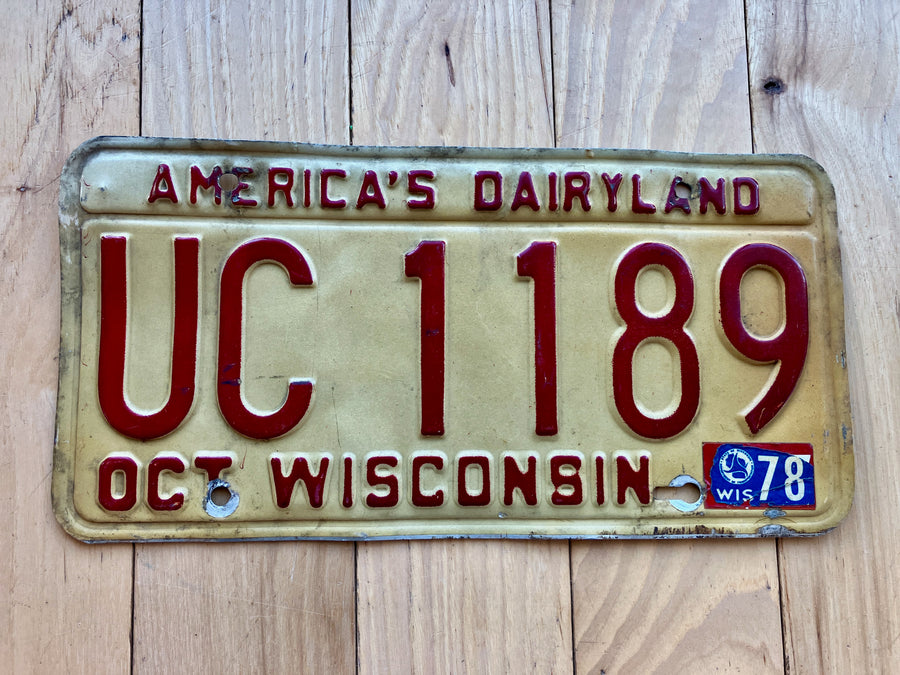 AMERICA'S DAIRYLAND
UC 1189
OCT WISCONSIN WIS 78